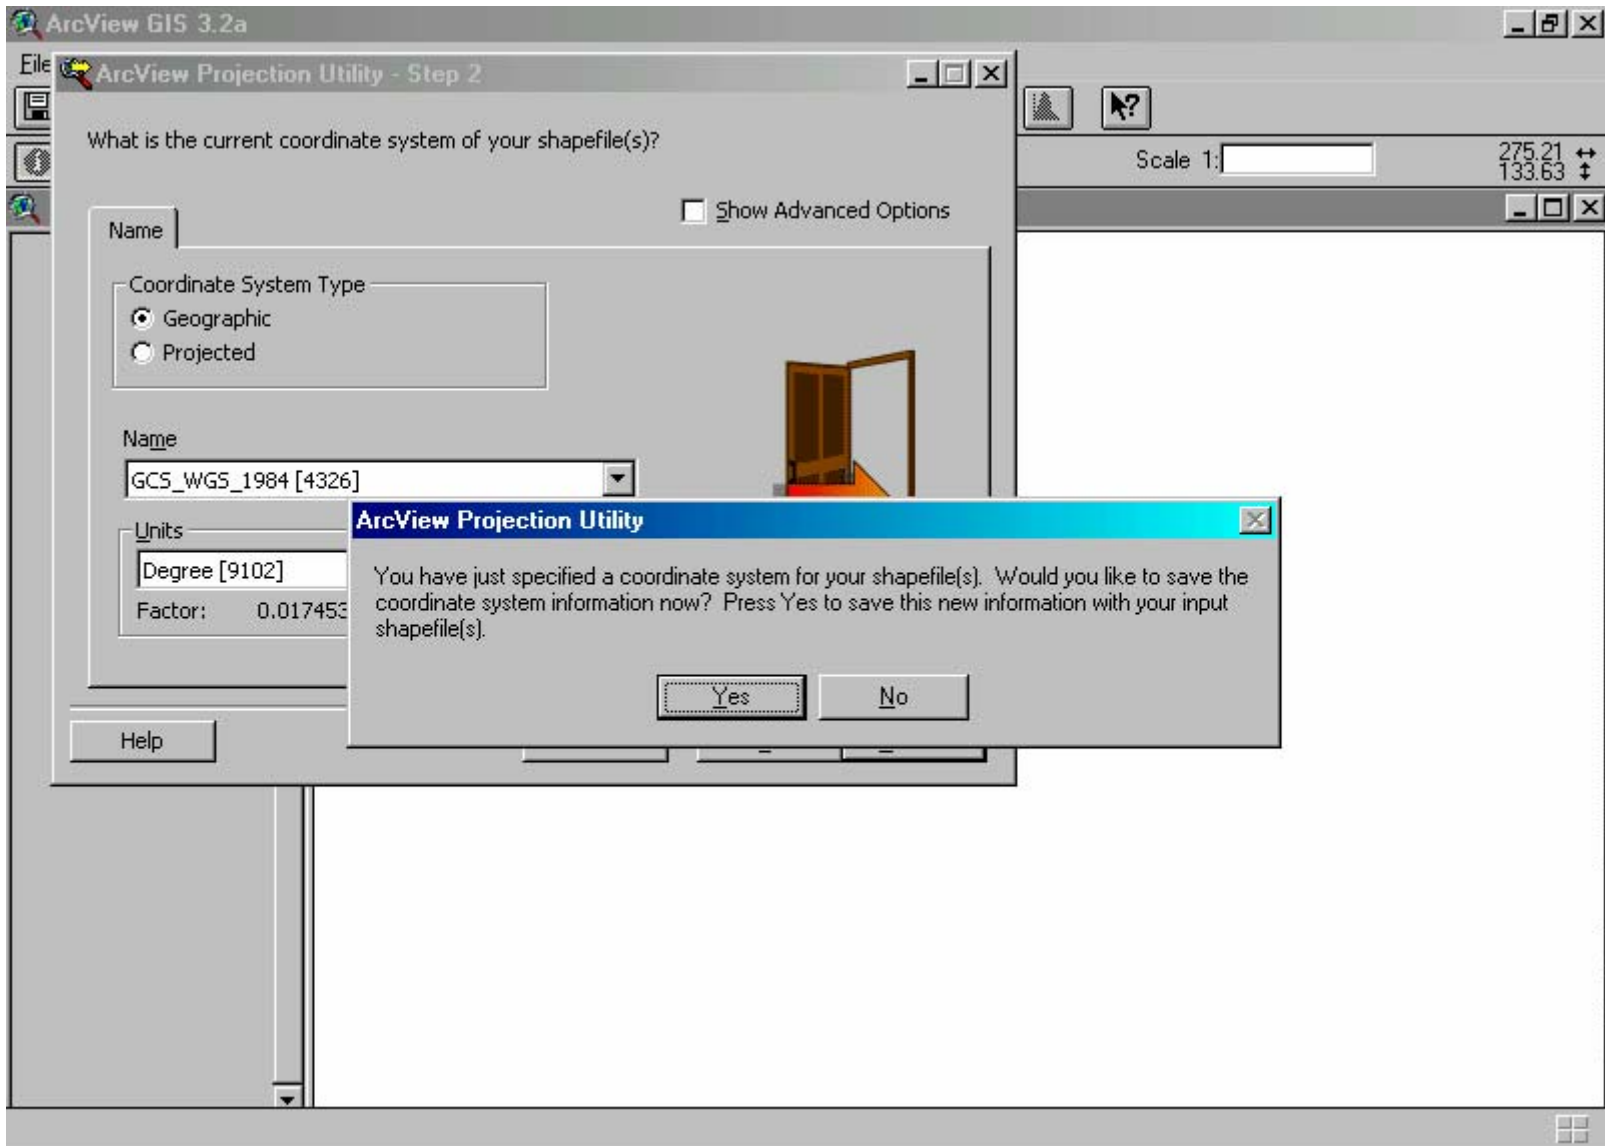 ArcView GIS 3.2a
File
ArcView Projection Utility - Step 2
What is the current coordinate system of your shapefile(s)?
Scale 1:
275.21
133.63
Show Advanced Options
Name
Coordinate System Type
Geographic
Projected
Name
GCS_WGS_1984 [4326]
Units
Degree [9102]
Factor: 0.017453
ArcView Projection Utility
You have just specified a coordinate system for your shapefile(s). Would you like to save the
coordinate system information now? Press Yes to save this new information with your input
shapefile(s).
Yes
No
Help